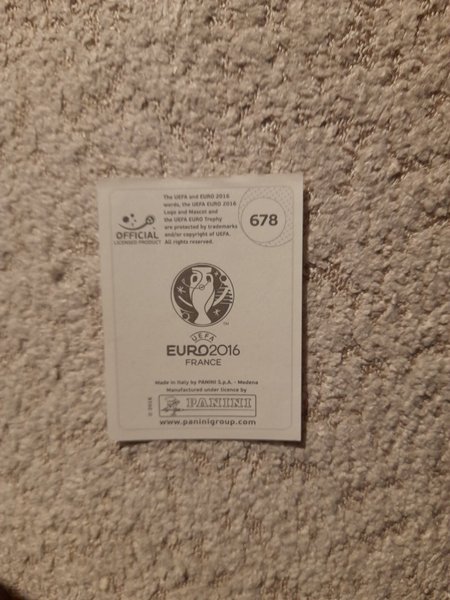 The UEFA and EURO 2016
words, the UEFA EURO 2016
Logo and Mascot and
the UEFA EURO Trophy
are protected by trademarks
and/or copyright of UEFA.
All rights reserved.
678
OFFICIAL
LICENSED PRODUCT
TM
UEFA
EURO2016
FRANCE
Made in Italy by PANINI S.p.A. - Modena
Manufactured under licence by
© 2016
PANINI
www.paninigroup.com